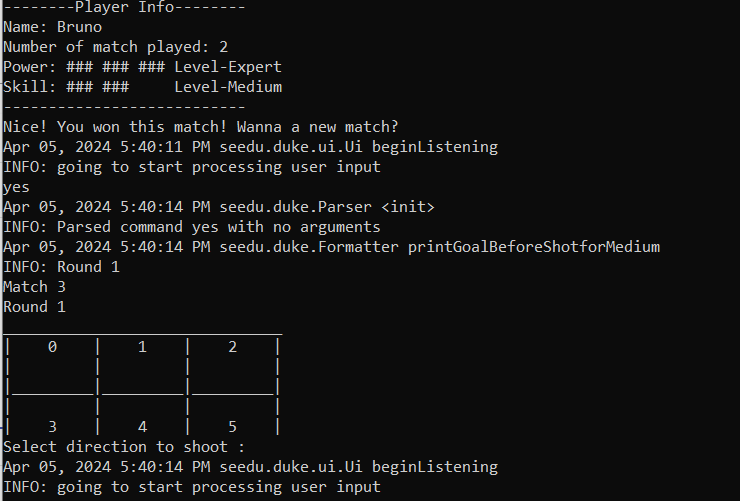 --------Player Info--------
Name: Bruno
Number of match played: 2
Power: ### ### ### Level-Expert
Skill: ### ###     Level-Medium
---------------------------
Nice! You won this match! Wanna a new match?
Apr 05, 2024 5:40:11 PM seedu.duke.ui.Ui beginListening
INFO: going to start processing user input
yes
Apr 05, 2024 5:40:14 PM seedu.duke.Parser <init>
INFO: Parsed command yes with no arguments
Apr 05, 2024 5:40:14 PM seedu.duke.Formatter printGoalBeforeShotforMedium
INFO: Round 1
Match 3
Round 1
_______________________________
|    0    |    1    |    2    |
|         |         |         |
|_________|_________|_________|
|         |         |         |
|    3    |    4    |    5    |
Select direction to shoot :
Apr 05, 2024 5:40:14 PM seedu.duke.ui.Ui beginListening
INFO: going to start processing user input